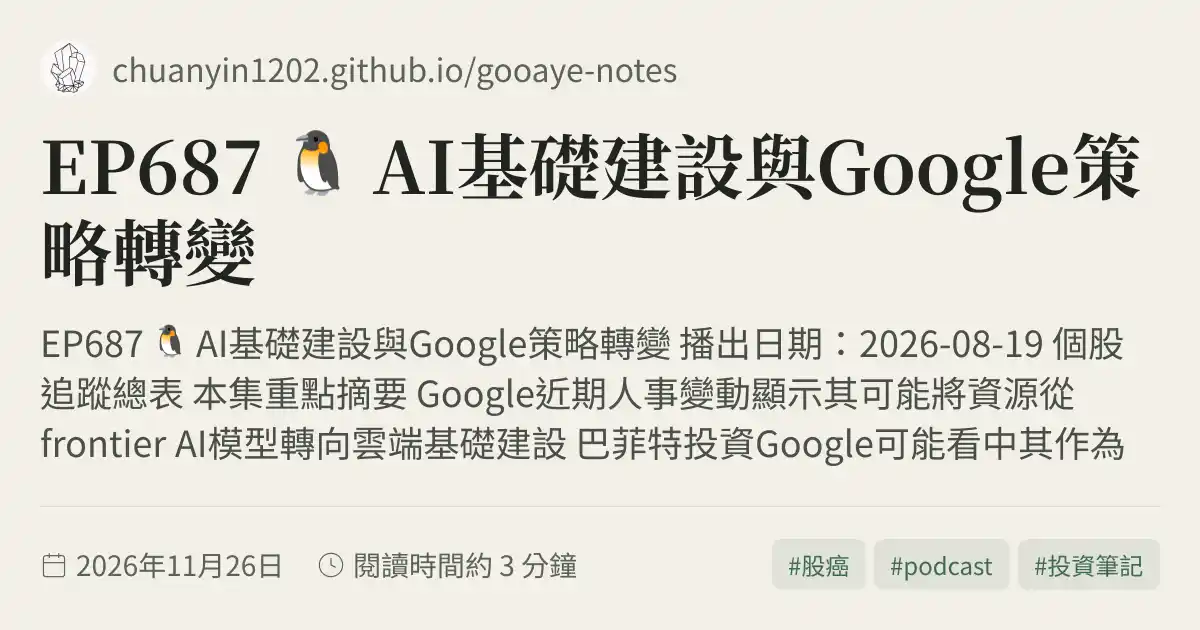 chuanyin1202.github.io/gooaye-notes
EP687 🐧 AI基礎建設與Google策
略轉變
EP687 🐧 AI基礎建設與Google策略轉變 播出日期：2026-08-19 個股
追蹤總表 本集重點摘要 Google近期人事變動顯示其可能將資源從
frontier AI模型轉向雲端基礎建設 巴菲特投資Google可能看中其作為
2026年11月26日 閱讀時間約 3 分鐘 #股癌 #podcast #投資筆記